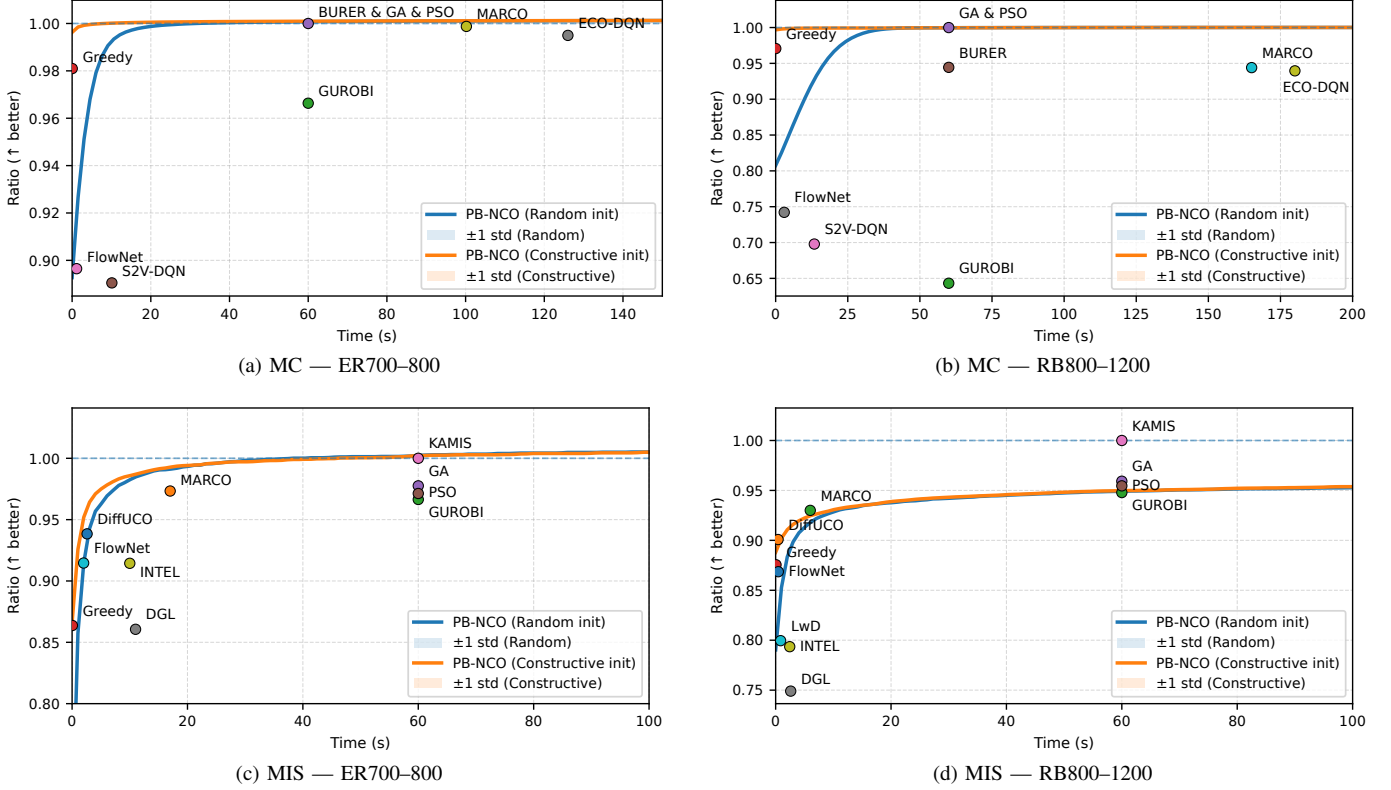 1.00
0.98
0.96
0.94
0.92
0.90
Ratio (↑ better)
Greedy
BURER & GA & PSO
MARCO
ECO-DQN
GUROBI
FlowNet
S2V-DQN
PB-NCO (Random init)
±1 std (Random)
PB-NCO (Constructive init)
±1 std (Constructive)
0 20 40 60 80 100 120 140
Time (s)
(a) MC — ER700–800
1.00
0.95
0.90
0.85
0.80
0.75
0.70
0.65
Ratio (↑ better)
GA & PSO
Greedy
BURER
MARCO
ECO-DQN
FlowNet
S2V-DQN
GUROBI
PB-NCO (Random init)
±1 std (Random)
PB-NCO (Constructive init)
±1 std (Constructive)
0 25 50 75 100 125 150 175 200
Time (s)
(b) MC — RB800–1200
1.00
0.95
0.90
0.85
0.80
Ratio (↑ better)
KAMIS
GA
PSO
GUROBI
MARCO
DiffUCO
FlowNet
INTEL
Greedy
DGL
PB-NCO (Random init)
±1 std (Random)
PB-NCO (Constructive init)
±1 std (Constructive)
0 20 40 60 80 100
Time (s)
(c) MIS — ER700–800
1.00
0.95
0.90
0.85
0.80
0.75
Ratio (↑ better)
KAMIS
GA
PSO
GUROBI
MARCO
DiffUCO
Greedy
FlowNet
LwD
INTEL
DGL
PB-NCO (Random init)
±1 std (Random)
PB-NCO (Constructive init)
±1 std (Constructive)
0 20 40 60 80 100
Time (s)
(d) MIS — RB800–1200